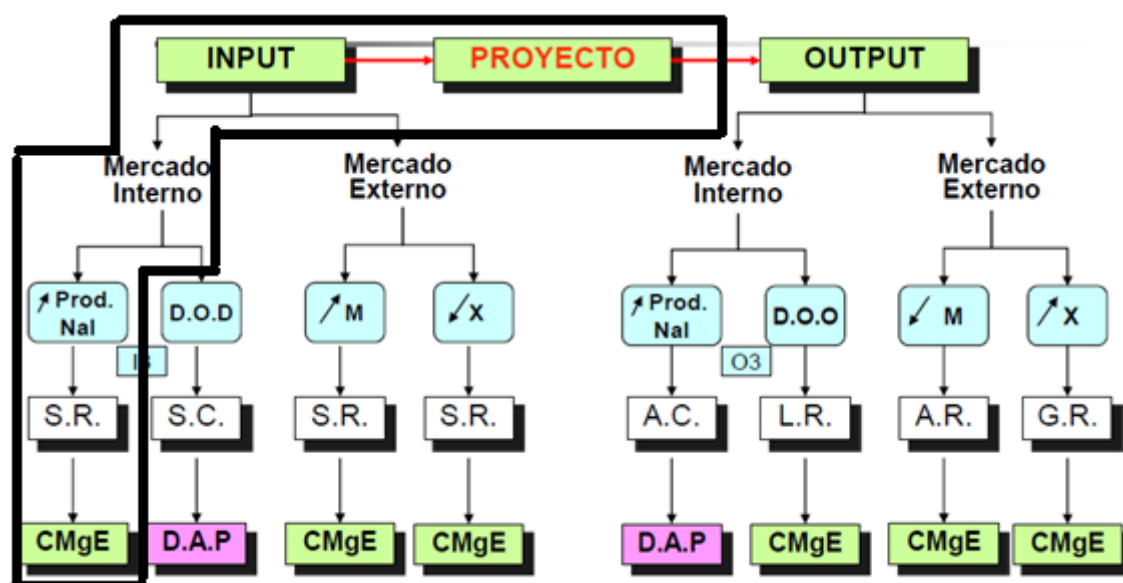 INPUT
PROYECTO
OUTPUT
Mercado
Interno
Mercado
Externo
Mercado
Interno
Mercado
Externo
Prod.
Nal
D.O.D
M
X
Prod.
Nal
D.O.O
M
X
O3
S.R.
S.C.
S.R.
S.R.
A.C.
L.R.
A.R.
G.R.
CMgE
D.A.P
CMgE
CMgE
D.A.P
CMgE
CMgE
CMgE